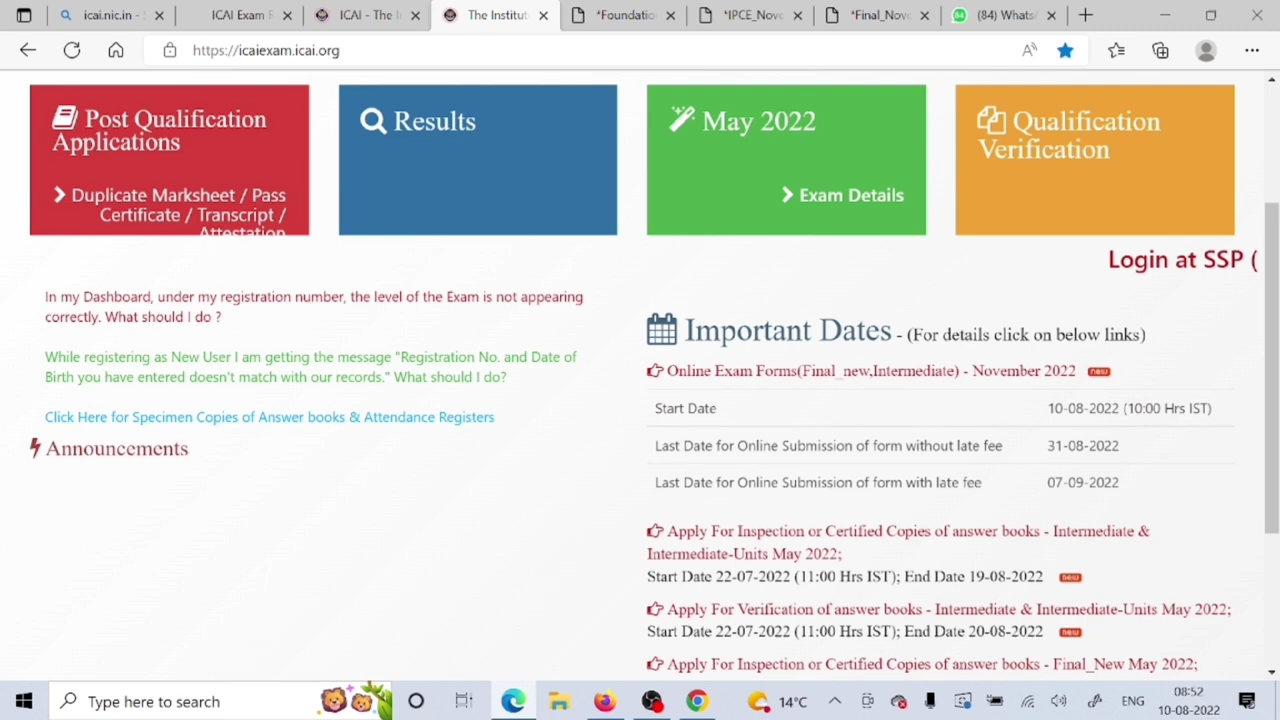 icai.nic.in - S
ICAI Exam R
ICAI - The I
The Institut
*Foundatio
*IPCE_Nov
*Final_Nov
(84) WhatsA
https://icaiexam.icai.org
Post Qualification
Applications
Duplicate Marksheet / Pass
Certificate / Transcript /
Attestation
Results
May 2022
Exam Details
Qualification
Verification
Login at SSP (
In my Dashboard, under my registration number, the level of the Exam is not appearing
correctly. What should I do ?
While registering as New User I am getting the message "Registration No. and Date of
Birth you have entered doesn't match with our records." What should I do?
Click Here for Specimen Copies of Answer books & Attendance Registers
Announcements
Important Dates - (For details click on below links)
Online Exam Forms(Final_new,Intermediate) - November 2022 new
Start Date 10-08-2022 (10:00 Hrs IST)
Last Date for Online Submission of form without late fee 31-08-2022
Last Date for Online Submission of form with late fee 07-09-2022
Apply For Inspection or Certified Copies of answer books - Intermediate &
Intermediate-Units May 2022;
Start Date 22-07-2022 (11:00 Hrs IST); End Date 19-08-2022 new
Apply For Verification of answer books - Intermediate & Intermediate-Units May 2022;
Start Date 22-07-2022 (11:00 Hrs IST); End Date 20-08-2022 new
Apply For Inspection or Certified Copies of answer books - Final_New May 2022;
Type here to search
14°C
ENG
08:52
10-08-2022